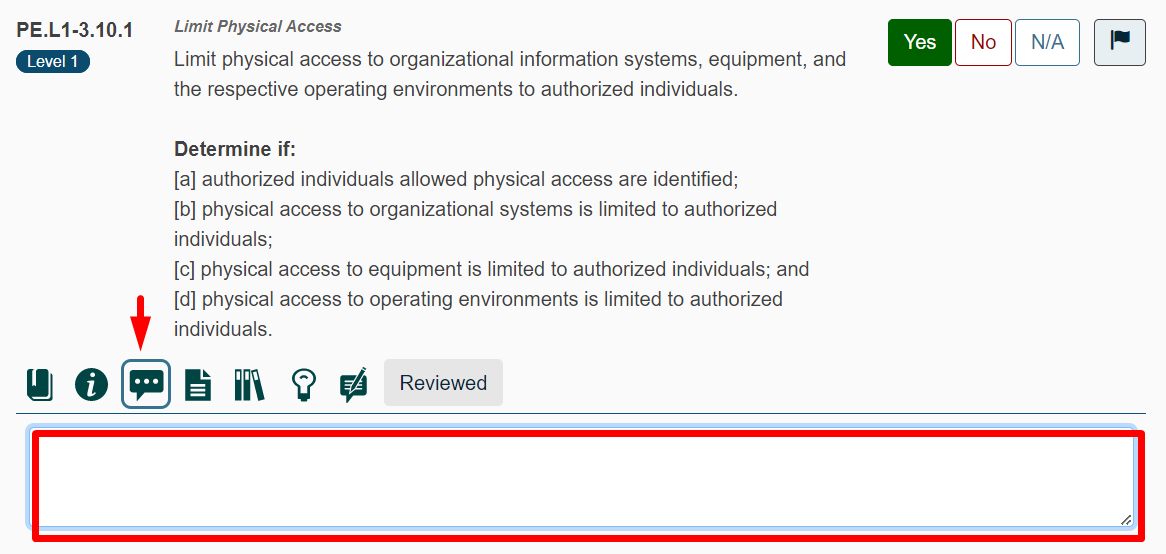 PE.L1-3.10.1
Level 1
Limit Physical Access
Limit physical access to organizational information systems, equipment, and
the respective operating environments to authorized individuals.
Determine if:
[a] authorized individuals allowed physical access are identified;
[b] physical access to organizational systems is limited to authorized
individuals;
[c] physical access to equipment is limited to authorized individuals; and
[d] physical access to operating environments is limited to authorized
individuals.
Yes
No
N/A
Reviewed